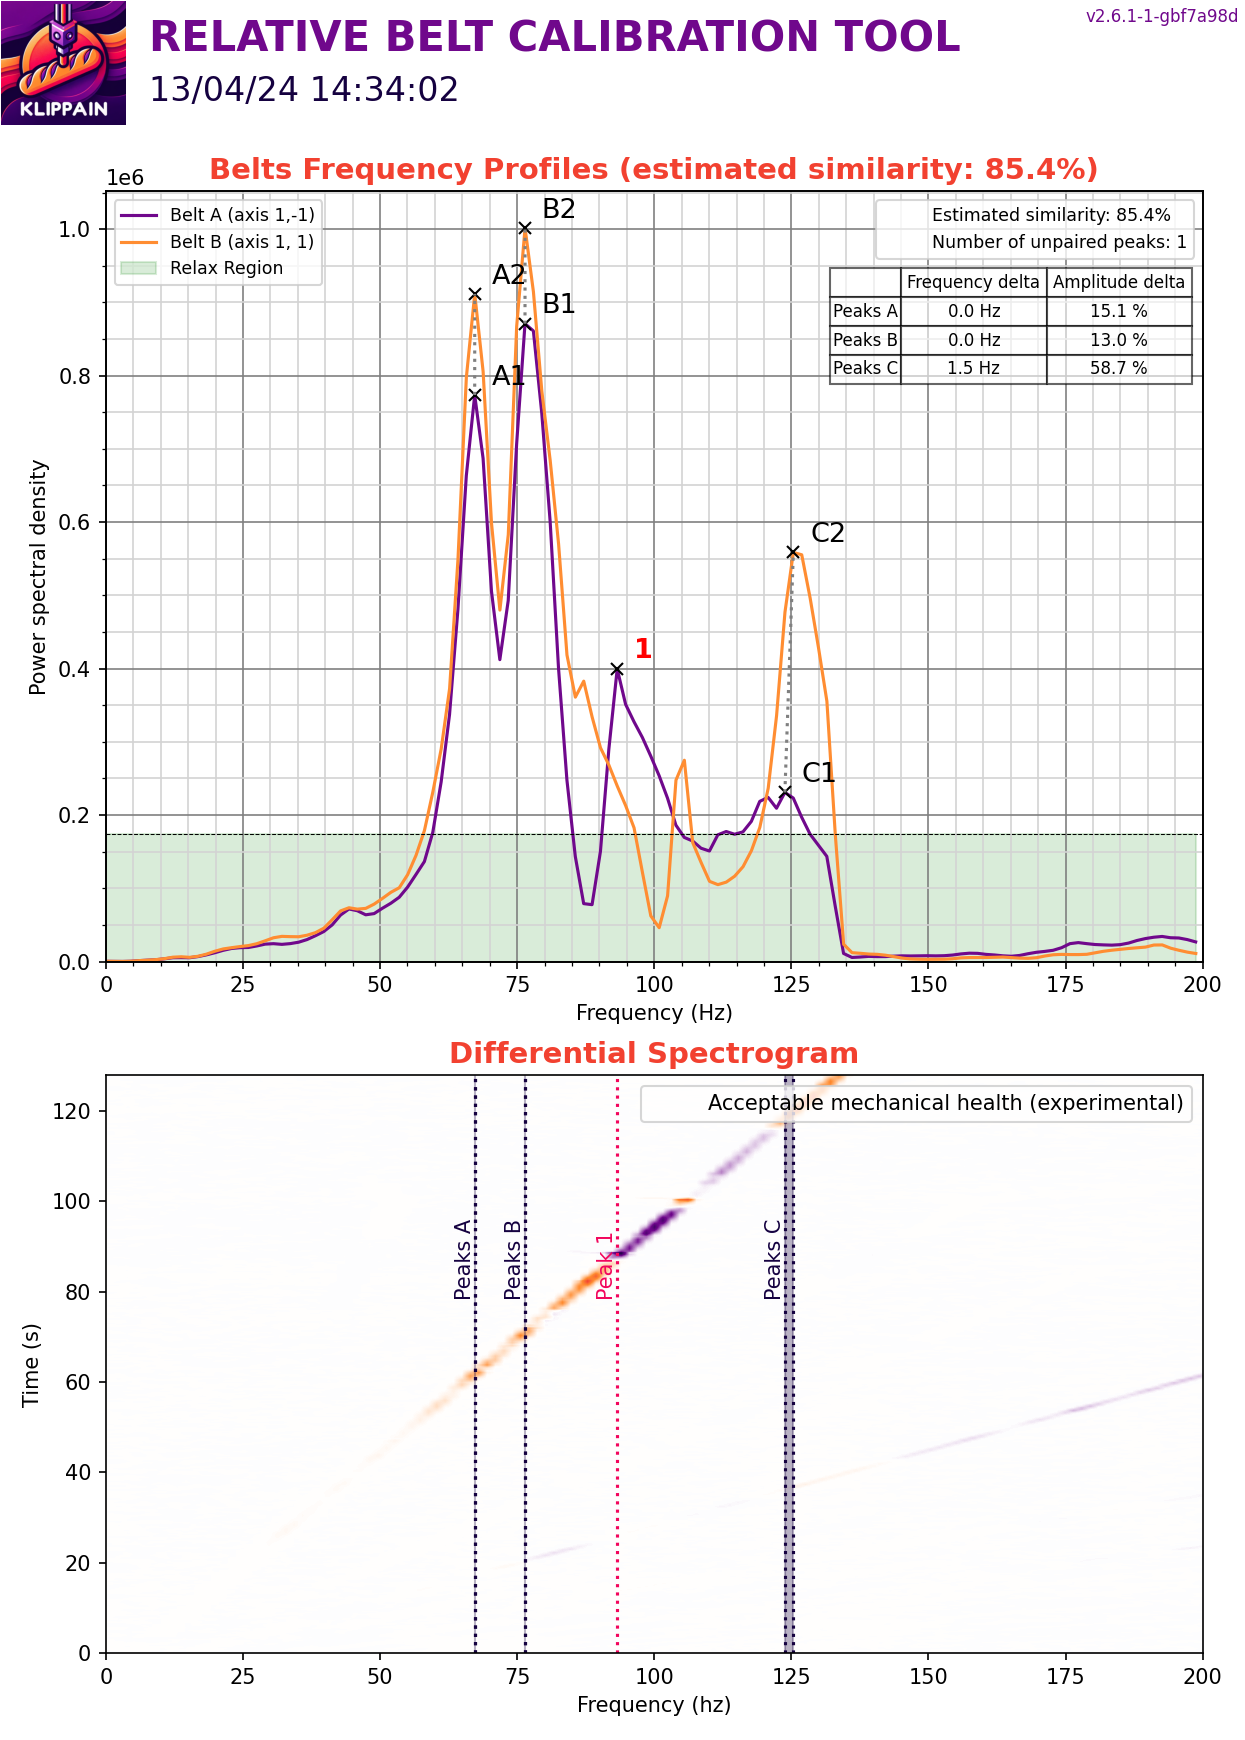 v2.6.1-1-gbf7a98d
RELATIVE BELT CALIBRATION TOOL
13/04/24 14:34:02
KLIPPAIN
Belts Frequency Profiles (estimated similarity: 85.4%)
1e6
Belt A (axis 1,-1)
Belt B (axis 1, 1)
Relax Region
Estimated similarity: 85.4%
Number of unpaired peaks: 1
Frequency delta Amplitude delta
Peaks A 0.0 Hz 15.1 %
Peaks B 0.0 Hz 13.0 %
Peaks C 1.5 Hz 58.7 %
B2
A2
B1
A1
C2
1
C1
1.0
0.8
0.6
0.4
0.2
0.0
Power spectral density
0 25 50 75 100 125 150 175 200
Frequency (Hz)
Differential Spectrogram
Acceptable mechanical health (experimental)
Peaks A
Peaks B
Peak 1
Peaks C
120
100
80
60
40
20
0
Time (s)
0 25 50 75 100 125 150 175 200
Frequency (hz)